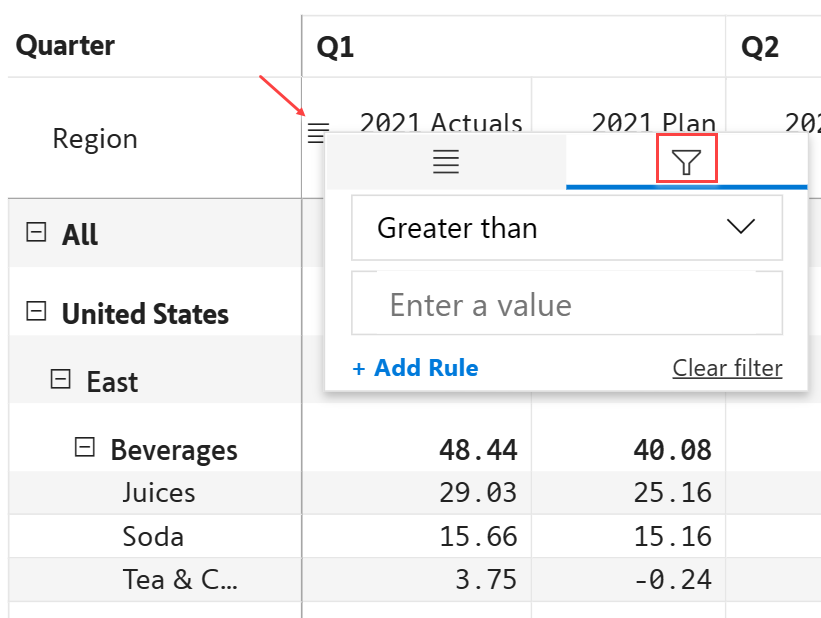 Quarter Q1 Q2
Region 2021 Actuals 2021 Plan
Greater than
All
Enter a value
United States
+ Add Rule Clear filter
East
Beverages 48.44 40.08
Juices 29.03 25.16
Soda 15.66 15.16
Tea & C... 3.75 -0.24